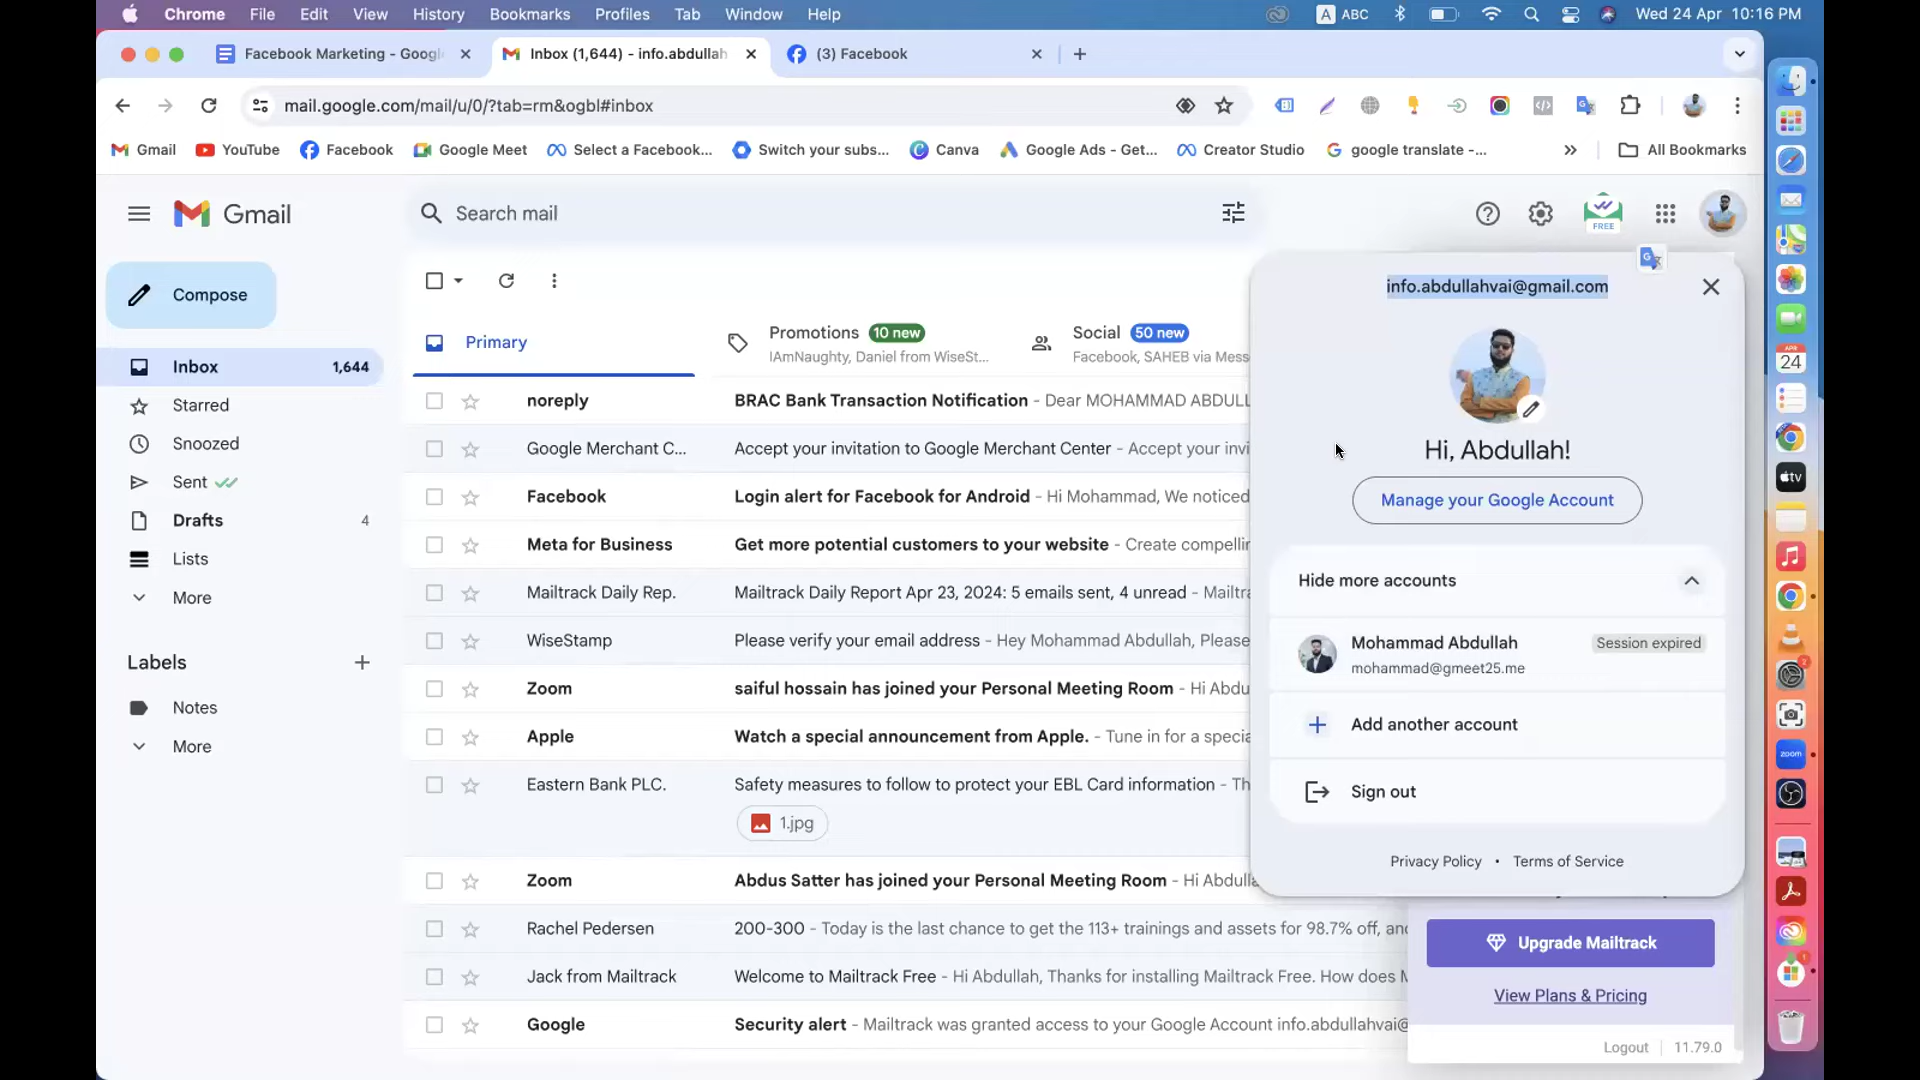 Chrome File Edit View History Bookmarks Profiles Tab Window Help
A ABC Wed 24 Apr 10:16 PM
Facebook Marketing - Googl
Inbox (1,644) - info.abdullah
(3) Facebook
mail.google.com/mail/u/0/?tab=rm&ogbl#inbox
Gmail YouTube Facebook Google Meet Select a Facebook... Switch your subs... Canva Google Ads - Get... Creator Studio google translate -... All Bookmarks
Gmail
Search mail
FREE
Compose
Inbox 1,644
Starred
Snoozed
Sent
Drafts 4
Lists
More
Labels
Notes
More
Primary
Promotions 10 new
IAmNaughty, Daniel from WiseSt...
Social 50 new
Facebook, SAHEB via Mess
noreply BRAC Bank Transaction Notification - Dear MOHAMMAD ABDULL
Google Merchant C... Accept your invitation to Google Merchant Center - Accept your invi
Facebook Login alert for Facebook for Android - Hi Mohammad, We noticed
Meta for Business Get more potential customers to your website - Create compellin
Mailtrack Daily Rep. Mailtrack Daily Report Apr 23, 2024: 5 emails sent, 4 unread - Mailtra
WiseStamp Please verify your email address - Hey Mohammad Abdullah, Please
Zoom saiful hossain has joined your Personal Meeting Room - Hi Abdu
Apple Watch a special announcement from Apple. - Tune in for a specia
Eastern Bank PLC. Safety measures to follow to protect your EBL Card information - Th
1.jpg
Zoom Abdus Satter has joined your Personal Meeting Room - Hi Abdulla
Rachel Pedersen 200-300 - Today is the last chance to get the 113+ trainings and assets for 98.7% off, and
Jack from Mailtrack Welcome to Mailtrack Free - Hi Abdullah, Thanks for installing Mailtrack Free. How does M
Google Security alert - Mailtrack was granted access to your Google Account info.abdullahvai@
info.abdullahvai@gmail.com
Hi, Abdullah!
Manage your Google Account
Hide more accounts
Mohammad Abdullah Session expired
mohammad@gmeet25.me
Add another account
Sign out
Privacy Policy • Terms of Service
Upgrade Mailtrack
View Plans & Pricing
Logout 11.79.0
APR
24
tv
zoom